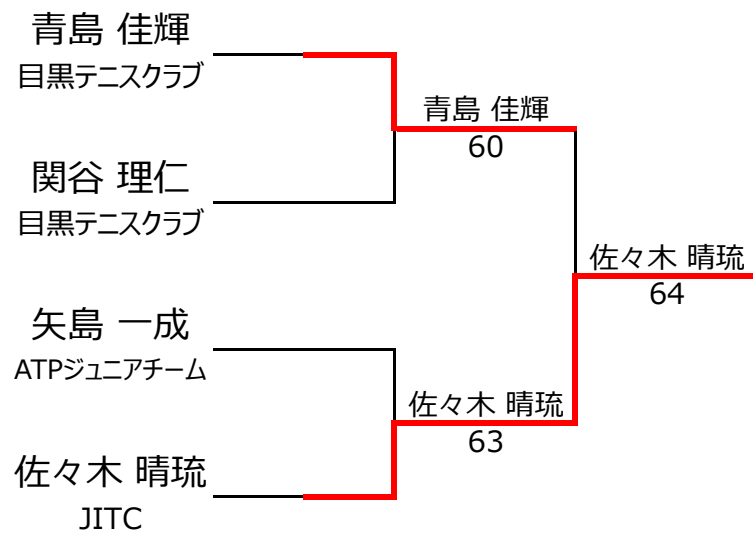 青島 佳輝
目黒テニスクラブ
関谷 理仁
目黒テニスクラブ
矢島 一成
ATPジュニアチーム
佐々木 晴琉
JITC
青島 佳輝
60
佐々木 晴琉
63
佐々木 晴琉
64